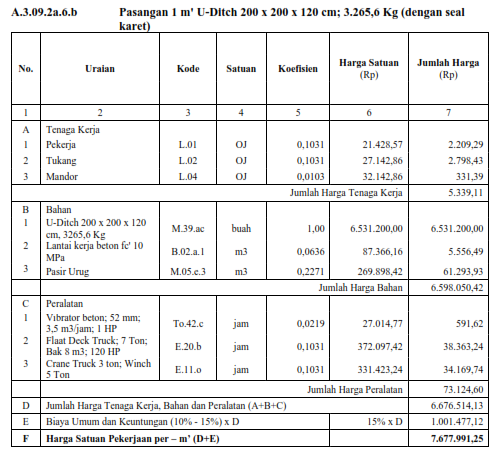 A.3.09.2a.6.b Pasangan 1 m' U-Ditch 200 x 200 x 120 cm; 3.265,6 Kg (dengan seal
karet)
No. Uraian Kode Satuan Koefisien Harga Satuan (Rp) Jumlah Harga (Rp)
1 2 3 4 5 6 7
A Tenaga Kerja
1 Pekerja L.01 OJ 0,1031 21.428,57 2.209,29
2 Tukang L.02 OJ 0,1031 27.142,86 2.798,43
3 Mandor L.04 OJ 0,0103 32.142,86 331,39
Jumlah Harga Tenaga Kerja 5.339,11
B Bahan
1 U-Ditch 200 x 200 x 120
cm, 3265,6 Kg M.39.ac buah 1,00 6.531.200,00 6.531.200,00
2 Lantai kerja beton fc' 10
MPa B.02.a.1 m3 0,0636 87.366,16 5.556,49
3 Pasir Urug M.05.e.3 m3 0,2271 269.898,42 61.293,93
Jumlah Harga Bahan 6.598.050,42
C Peralatan
1 Vibrator beton; 52 mm;
3,5 m3/jam; 1 HP To.42.c jam 0,0219 27.014,77 591,62
2 Flaat Deck Truck; 7 Ton;
Bak 8 m3; 120 HP E.20.b jam 0,1031 372.097,42 38.363,24
3 Crane Truck 3 ton; Winch
5 Ton E.11.o jam 0,1031 331.423,24 34.169,74
Jumlah Harga Peralatan 73.124,60
D Jumlah Harga Tenaga Kerja, Bahan dan Peralatan (A+B+C) 6.676.514,13
E Biaya Umum dan Keuntungan (10% - 15%) x D 15% x D 1.001.477,12
F Harga Satuan Pekerjaan per – m' (D+E) 7.677.991,25